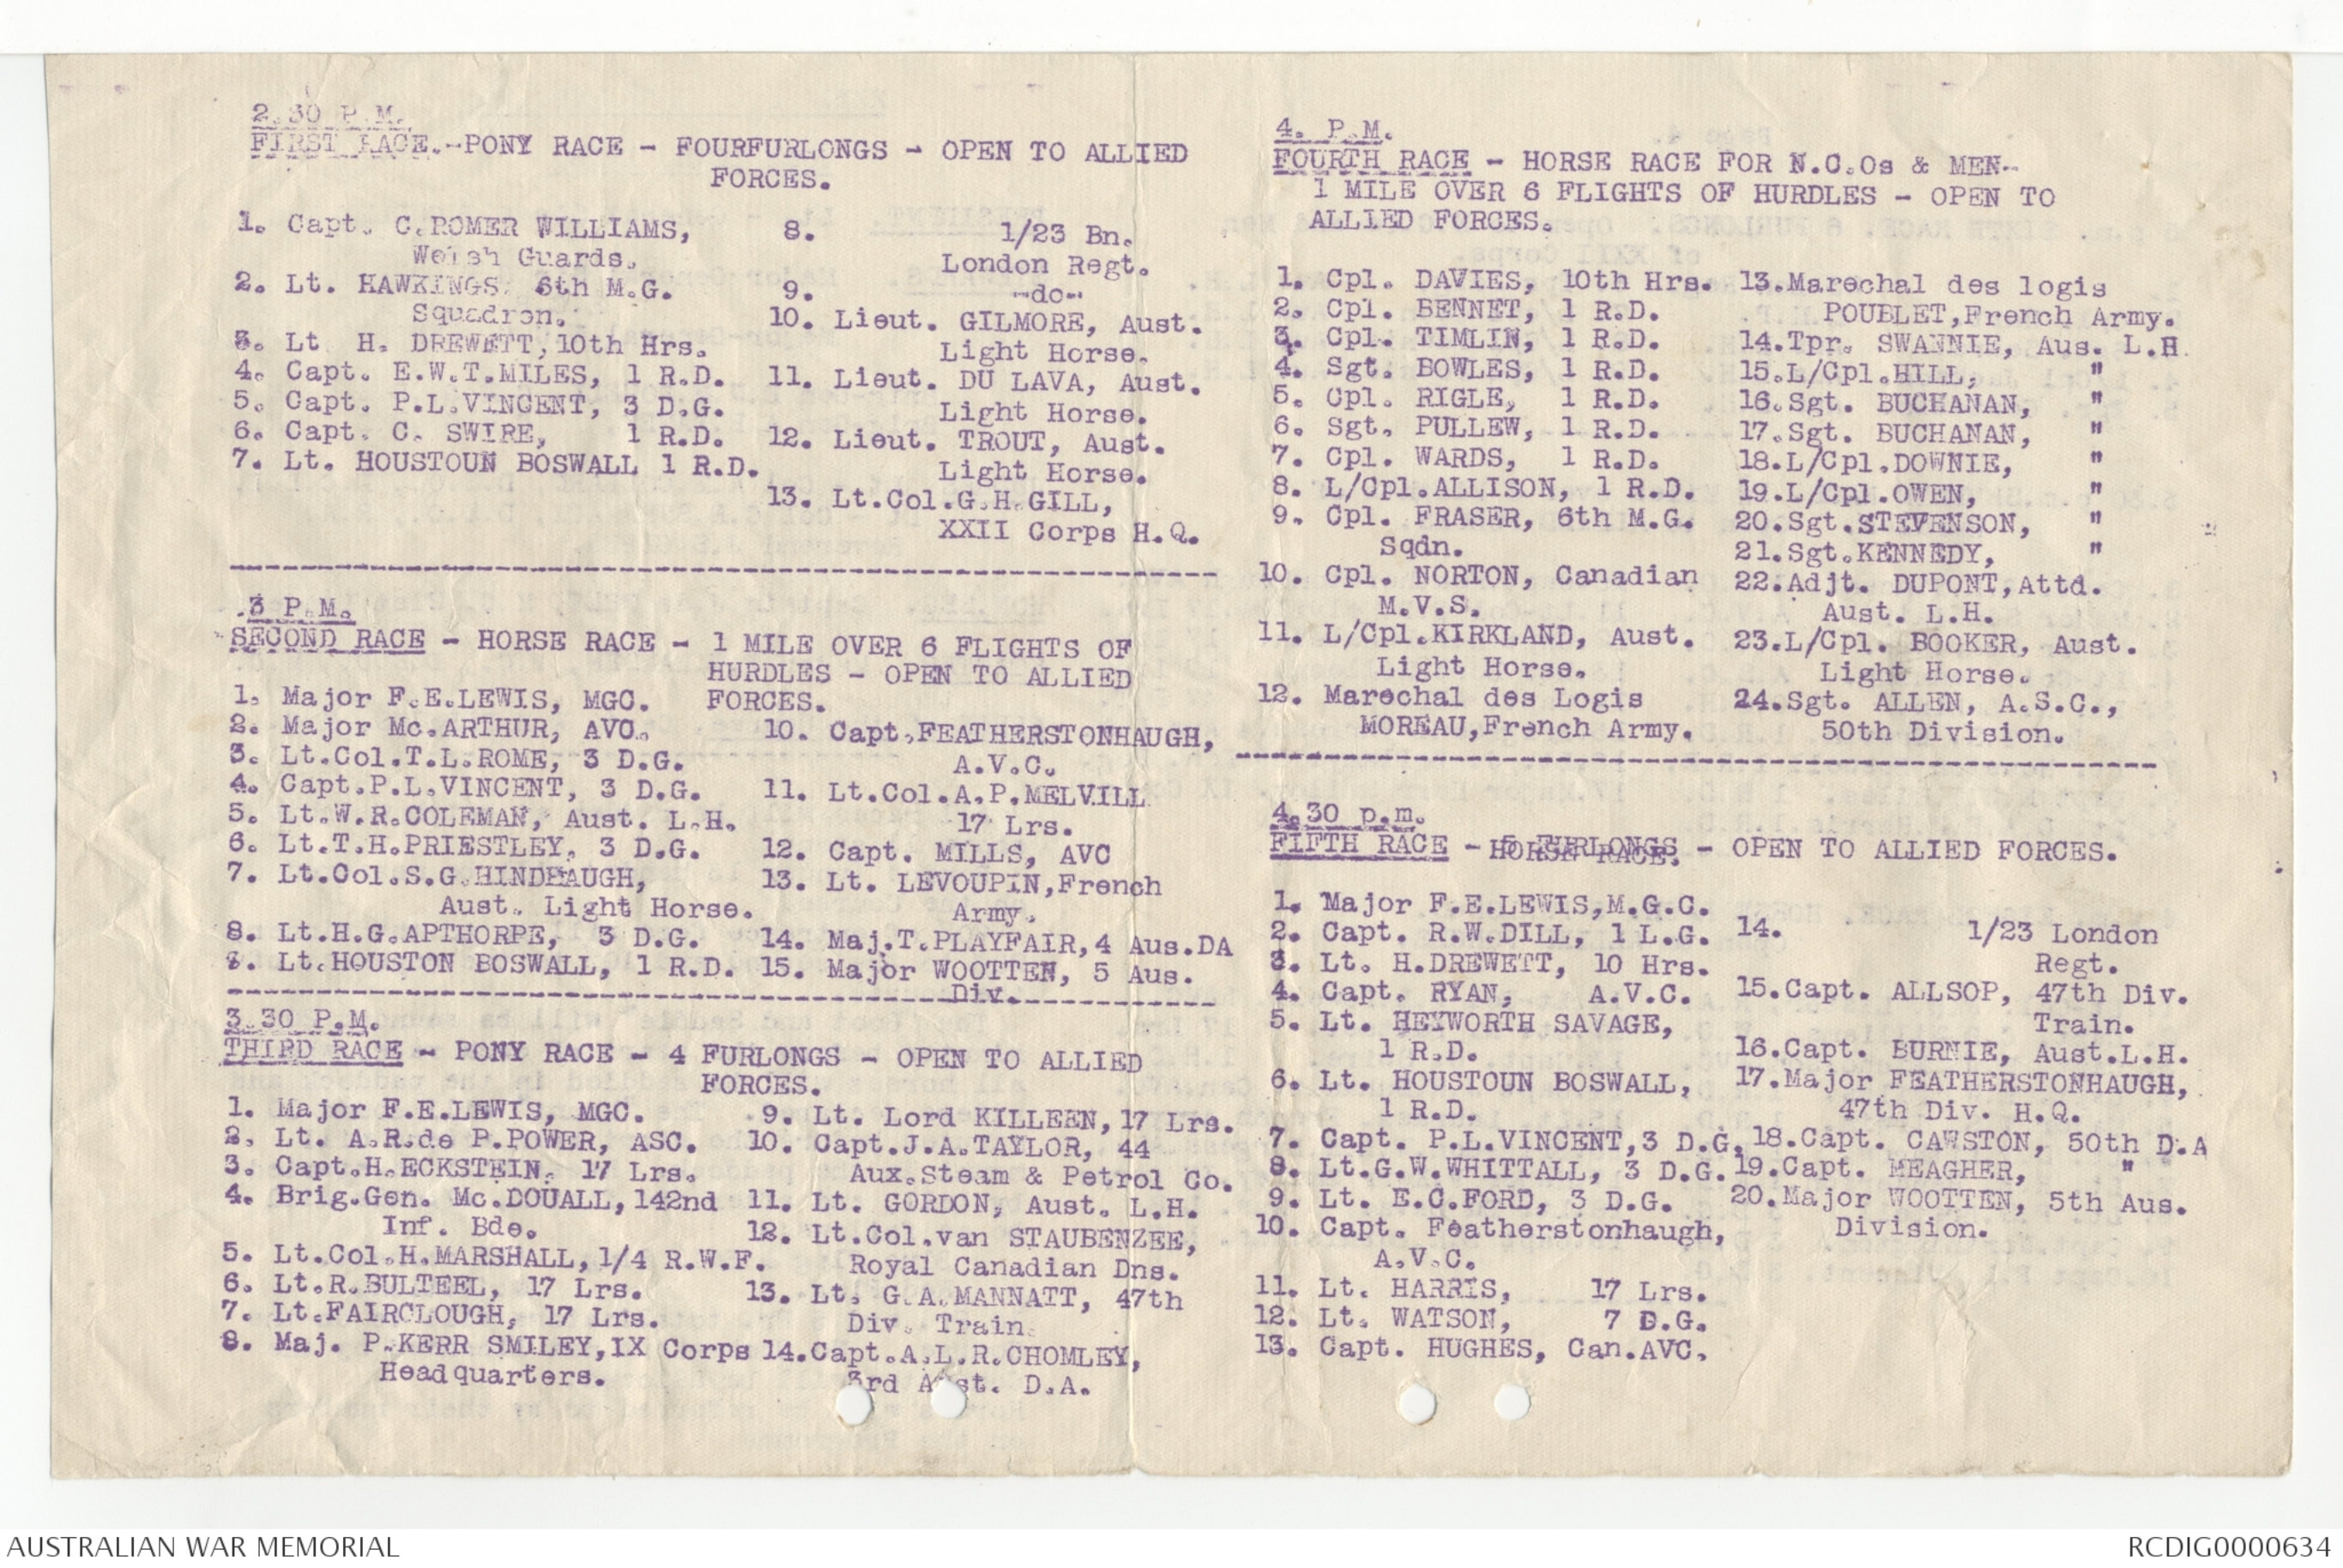 2.30 P.M.
FIRST RACE.-PONY RACE - FOURFURLONGS - OPEN TO ALLIED
FORCES.
1. Capt. C.ROMER WILLIAMS,
Welsh Guards.
2. Lt. HAWKINGS, 6th M.G.
Squadron.
3. Lt H. DREWETT, 10th Hrs.
4. Capt. E.W.T.MILES, 1 R.D.
5. Capt. P.L.VINCENT, 3 D.G.
6. Capt. C. SWIRE, 1 R.D.
7. Lt. HOUSTOUN BOSWALL 1 R.D.
8. 1/23 Bn.
London Regt.
9. -do-
10. Lieut. GILMORE, Aust.
Light Horse.
11. Lieut. DU LAVA, Aust.
Light Horse.
12. Lieut. TROUT, Aust.
Light Horse.
13. Lt.Col.G.H.GILL,
XXII Corps H.Q.
3 P.M.
SECOND RACE - HORSE RACE - 1 MILE OVER 6 FLIGHTS OF
HURDLES - OPEN TO ALLIED
FORCES.
1. Major F.E.LEWIS, MGC.
2. Major Mc.ARTHUR, AVC.
3. Lt.Col.T.L.ROME, 3 D.G.
4. Capt.P.L.VINCENT, 3 D.G.
5. Lt.W.R.COLEMAN, Aust. L.H.
6. Lt.T.H.PRIESTLEY, 3 D.G.
7. Lt.Col.S.G.HINDHAUGH,
Aust. Light Horse.
8. Lt.H.G.APTHORPE, 3 D.G.
9. Lt.HOUSTON BOSWALL, 1 R.D.
10. Capt.FEATHERSTONHAUGH,
A.V.C.
11. Lt.Col.A.P.MELVILL
17 Lrs.
12. Capt. MILLS, AVC
13. Lt. LEVOUPIN, French
Army.
14. Maj.T.PLAYFAIR, 4 Aus.DA
15. Major WOOTTEN, 5 Aus.
Div.
3.30 P.M.
THIRD RACE - PONY RACE - 4 FURLONGS - OPEN TO ALLIED
FORCES.
1. Major F.E.LEWIS, MGC.
2. Lt. A.R.de P.POWER, ASC.
3. Capt.H.ECKSTEIN, 17 Lrs.
4. Brig.Gen. Mc.DOUALL, 142nd
Inf. Bde.
5. Lt.Col.H.MARSHALL, 1/4 R.W.F.
6. Lt.R.BULTEEL, 17 Lrs.
7. Lt.FAIRCLOUGH, 17 Lrs.
8. Maj. P.KERR SMILEY, IX Corps
Headquarters.
9. Lt. Lord KILLEEN, 17 Lrs.
10. Capt.J.A.TAYLOR, 44
Aux.Steam & Petrol Co.
11. Lt. GORDON, Aust. L.H.
12. Lt.Col.van STAUBENZEE,
Royal Canadian Dns.
13. Lt. G.A.MANNATT, 47th
Div. Train.
14.Capt.A.L.R.CHOMLEY,
3rd Aust. D.A.
4. P.M.
FOURTH RACE - HORSE RACE FOR N.C.Os & MEN-
1 MILE OVER 6 FLIGHTS OF HURDLES - OPEN TO
ALLIED FORCES.
1. Cpl. DAVIES, 10th Hrs.
2. Cpl. BENNET, 1 R.D.
3. Cpl. TIMLIN, 1 R.D.
4. Sgt. BOWLES, 1 R.D.
5. Cpl. RIGLE, 1 R.D.
6. Sgt. PULLEW, 1 R.D.
7. Cpl. WARDS, 1 R.D.
8. L/Cpl.ALLISON, 1 R.D.
9. Cpl. FRASER, 6th M.G.
Sqdn.
10. Cpl. NORTON, Canadian
M.V.S.
11. L/Cpl.KIRKLAND, Aust.
Light Horse.
12. Marechal des Logis
MOREAU, French Army.
13.Marechal des logis
POUBLET, French Army.
14.Tpr. SWANNIE, Aus. L.H.
15.L/Cpl.HILL, "
16.Sgt. BUCHANAN, "
17.Sgt. BUCHANAN, "
18.L/Cpl.DOWNIE, "
19.L/Cpl.OWEN, "
20.Sgt.STEVENSON, "
21.Sgt.KENNEDY, "
22.Adjt. DUPONT, Attd.
Aust. L.H.
23.L/Cpl. BOOKER, Aust.
Light Horse.
24.Sgt. ALLEN, A.S.C.,
50th Division.
4.30 p.m.
FIFTH RACE - 5 FURLONGS HORSE RACE. - OPEN TO ALLIED FORCES.
1. Major F.E.LEWIS, M.G.C.
2. Capt. R.W.DILL, 1 L.G.
3. Lt. H.DREWETT, 10 Hrs.
4. Capt. RYAN, A.V.C.
5. Lt. HEYWORTH SAVAGE,
1 R.D.
6. Lt. HOUSTOUN BOSWALL,
1 R.D.
7. Capt. P.L.VINCENT, 3 D.G.
8. Lt.G.W.WHITTALL, 3 D.G.
9. Lt. E.C.FORD, 3 D.G.
10. Capt. Featherstonhaugh,
A.V.C.
11. Lt. HARRIS, 17 Lrs.
12. Lt. WATSON, 7 D.G.
13. Capt. HUGHES, Can.AVC.
14. 1/23 London
Regt.
15.Capt. ALLSOP, 47th Div.
Train.
16.Capt. BURNIE, Aust.L.H.
17.Major FEATHERSTONHAUGH,
47th Div. H.Q.
18.Capt. CAWSTON, 50th D.A
19.Capt. MEAGHER, "
20.Major WOOTTEN, 5th Aus.
Division.
AUSTRALIAN WAR MEMORIAL
RCDIG0000634